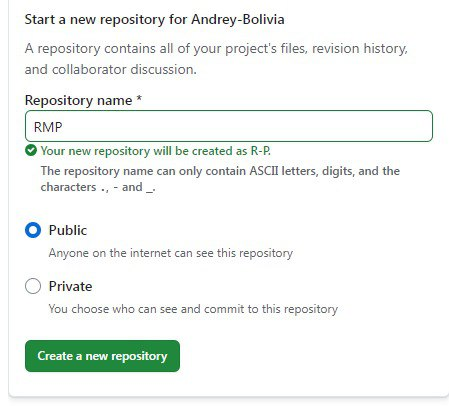 Start a new repository for Andrey-Bolivia
A repository contains all of your project's files, revision history,
and collaborator discussion.
Repository name *
RMP
Your new repository will be created as R-P.
The repository name can only contain ASCII letters, digits, and the
characters ., - and _.
Public
Anyone on the internet can see this repository
Private
You choose who can see and commit to this repository
Create a new repository